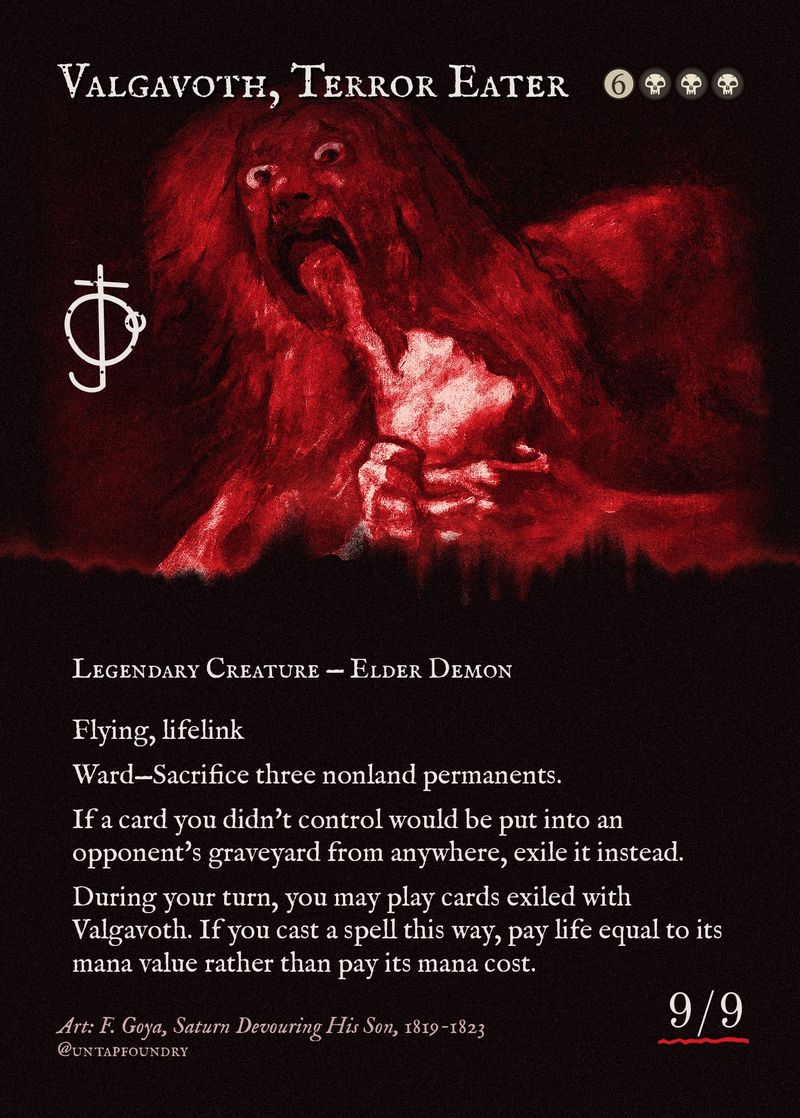 Valgavoth, Terror Eater 6
Legendary Creature – Elder Demon
Flying, lifelink
Ward—Sacrifice three nonland permanents.
If a card you didn't control would be put into an
opponent's graveyard from anywhere, exile it instead.
During your turn, you may play cards exiled with
Valgavoth. If you cast a spell this way, pay life equal to its
mana value rather than pay its mana cost.
9/9
Art: F. Goya, Saturn Devouring His Son, 1819-1823
@untapfoundry